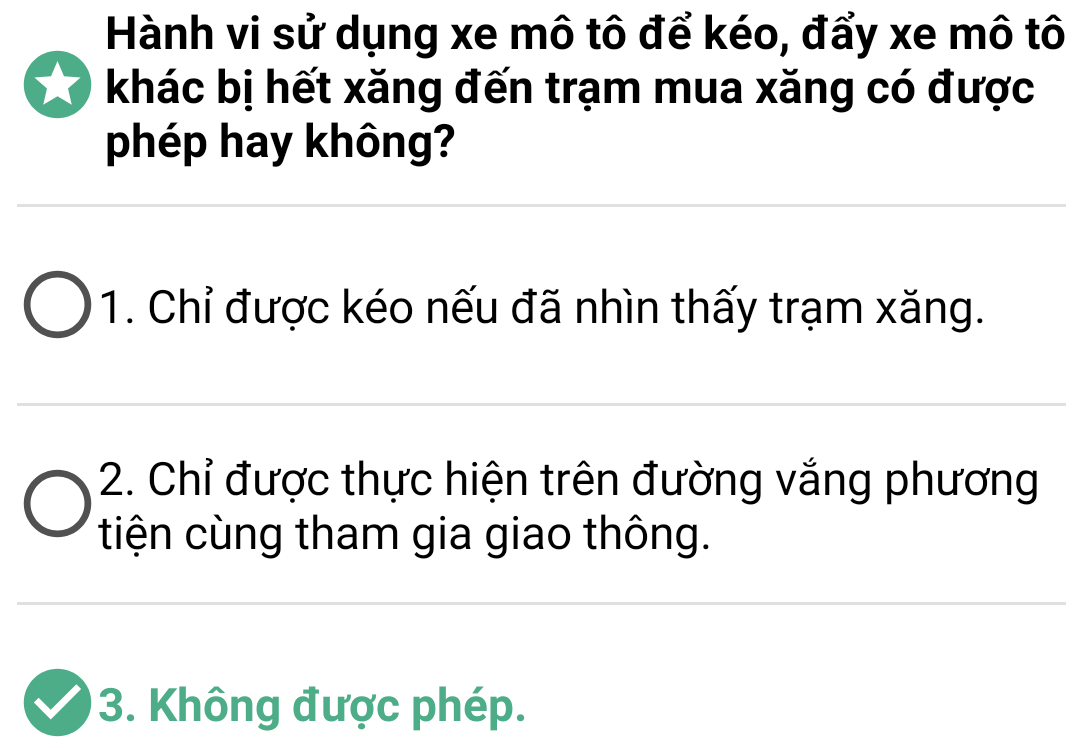 Hành vi sử dụng xe mô tô để kéo, đẩy xe mô tô
khác bị hết xăng đến trạm mua xăng có được
phép hay không?
1. Chỉ được kéo nếu đã nhìn thấy trạm xăng.
2. Chỉ được thực hiện trên đường vắng phương
tiện cùng tham gia giao thông.
3. Không được phép.